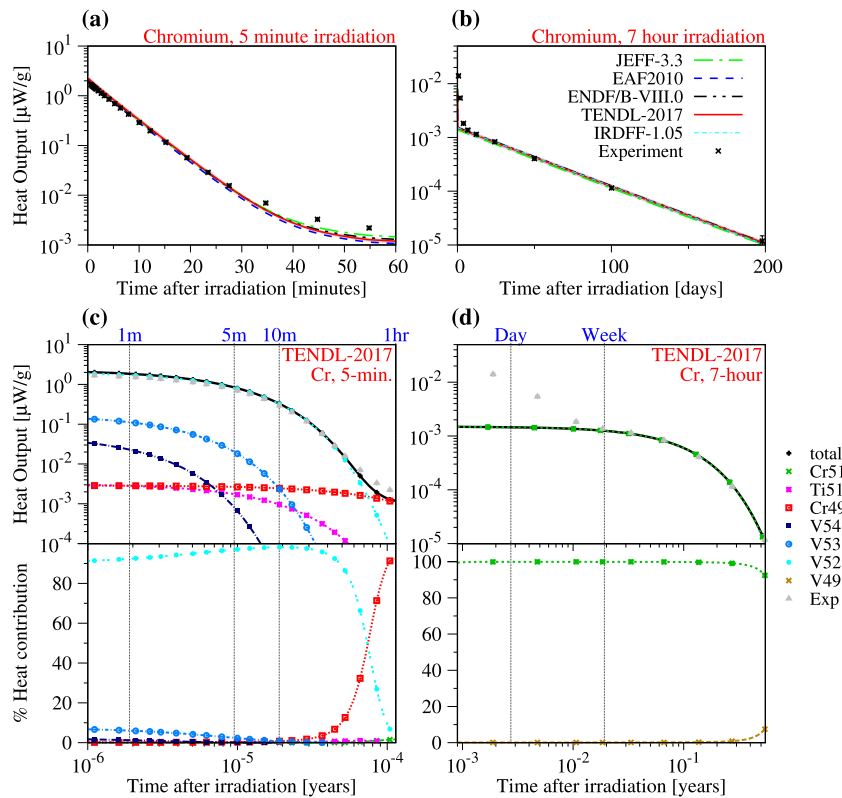 (a)
Chromium, 5 minute irradiation
Heat Output [μW/g]
10^1
10^0
10^-1
10^-2
10^-3
0 10 20 30 40 50 60
Time after irradiation [minutes]
(b)
Chromium, 7 hour irradiation
JEFF-3.3
EAF2010
ENDF/B-VIII.0
TENDL-2017
IRDFF-1.05
Experiment
10^-2
10^-3
10^-4
10^-5
0 100 200
Time after irradiation [days]
(c)
1m 5m 10m 1hr
TENDL-2017
Cr, 5-min.
Heat Output [μW/g]
10^1
10^0
10^-1
10^-2
10^-3
10^-4
% Heat contribution
80
60
40
20
0
10^-6 10^-5 10^-4
Time after irradiation [years]
(d)
Day Week
TENDL-2017
Cr, 7-hour
10^-2
10^-3
10^-4
10^-5
100
80
60
40
20
0
10^-3 10^-2 10^-1
Time after irradiation [years]
total
Cr51
Ti51
Cr49
V54
V53
V52
V49
Exp